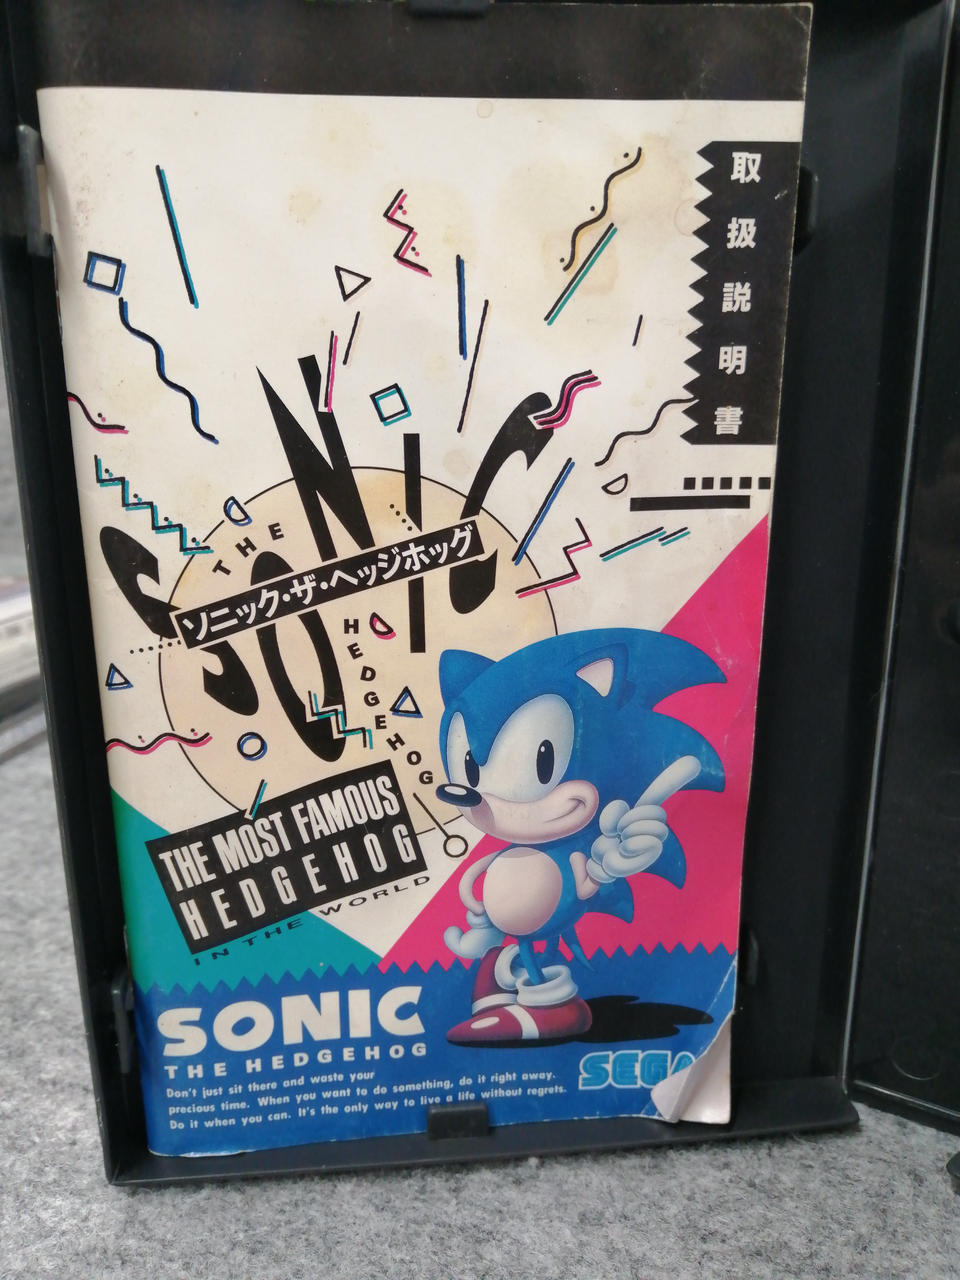 取扱説明書
THE
SONIC
ソニック・ザ・ヘッジホッグ
HEDGEHOG
THE MOST FAMOUS
HEDGEHOG
IN THE WORLD
SONIC
THE HEDGEHOG
Don't just sit there and waste your
precious time. When you want to do something, do it right away.
Do it when you can. It's the only way to live a life without regrets.
SEGA